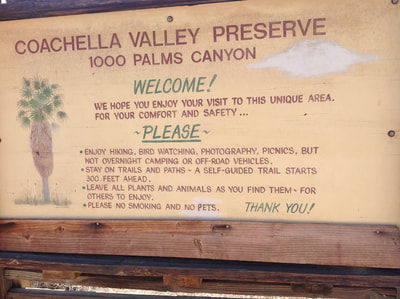 COACHELLA VALLEY PRESERVE
1000 PALMS CANYON
WELCOME!
WE HOPE YOU ENJOY YOUR VISIT TO THIS UNIQUE AREA.
FOR YOUR COMFORT AND SAFETY...
~PLEASE~
• ENJOY HIKING, BIRD WATCHING, PHOTOGRAPHY, PICNICS, BUT
NOT OVERNIGHT CAMPING OR OFF-ROAD VEHICLES.
• STAY ON TRAILS AND PATHS ~ A SELF-GUIDED TRAIL STARTS
300 FEET AHEAD.
• LEAVE ALL PLANTS AND ANIMALS AS YOU FIND THEM ~ FOR
OTHERS TO ENJOY.
• PLEASE NO SMOKING AND NO PETS. THANK YOU!